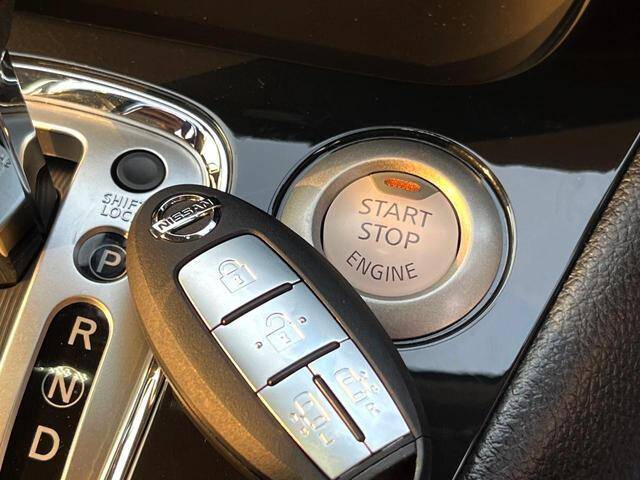 SHIFT
LOCK
P
R
N
D
NISSAN
L
R
START
STOP
ENGINE